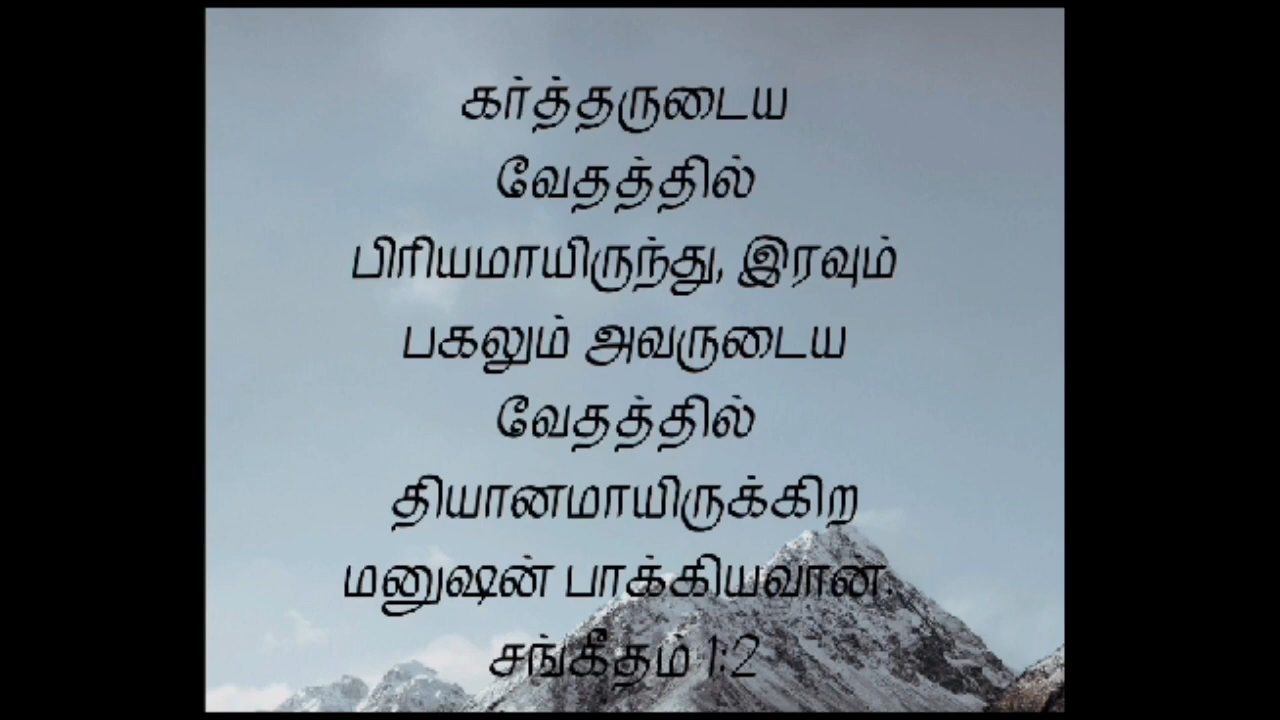 கர்த்தருடைய
வேதத்தில்
பிரியமாயிருந்து, இரவும்
பகலும் அவருடைய
வேதத்தில்
தியானமாயிருக்கிற
மனுஷன் பாக்கியவான்.
சங்கீதம் 1:2